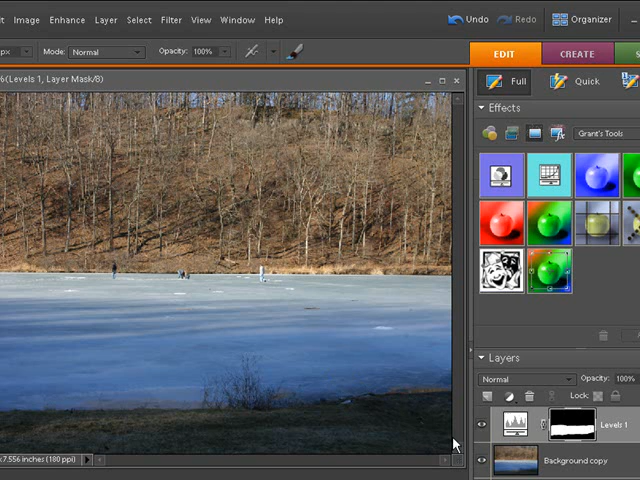 Image Enhance Layer Select Filter View Window Help
Undo Redo Organizer
px Mode: Normal Opacity: 100%
EDIT CREATE S
%(Levels 1, Layer Mask/8)
Full Quick
Effects
Grant's Tools
Layers
Normal Opacity: 100%
Lock:
Levels 1
Background copy
x7.556 inches (180 ppi)